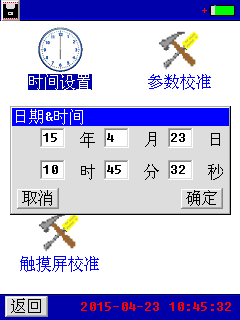 时间设置 参数校准
日期&时间
15 年 4 月 23 日
10 时 45 分 32 秒
取消 确定
触摸屏校准
返回 2015-04-23 10:45:32